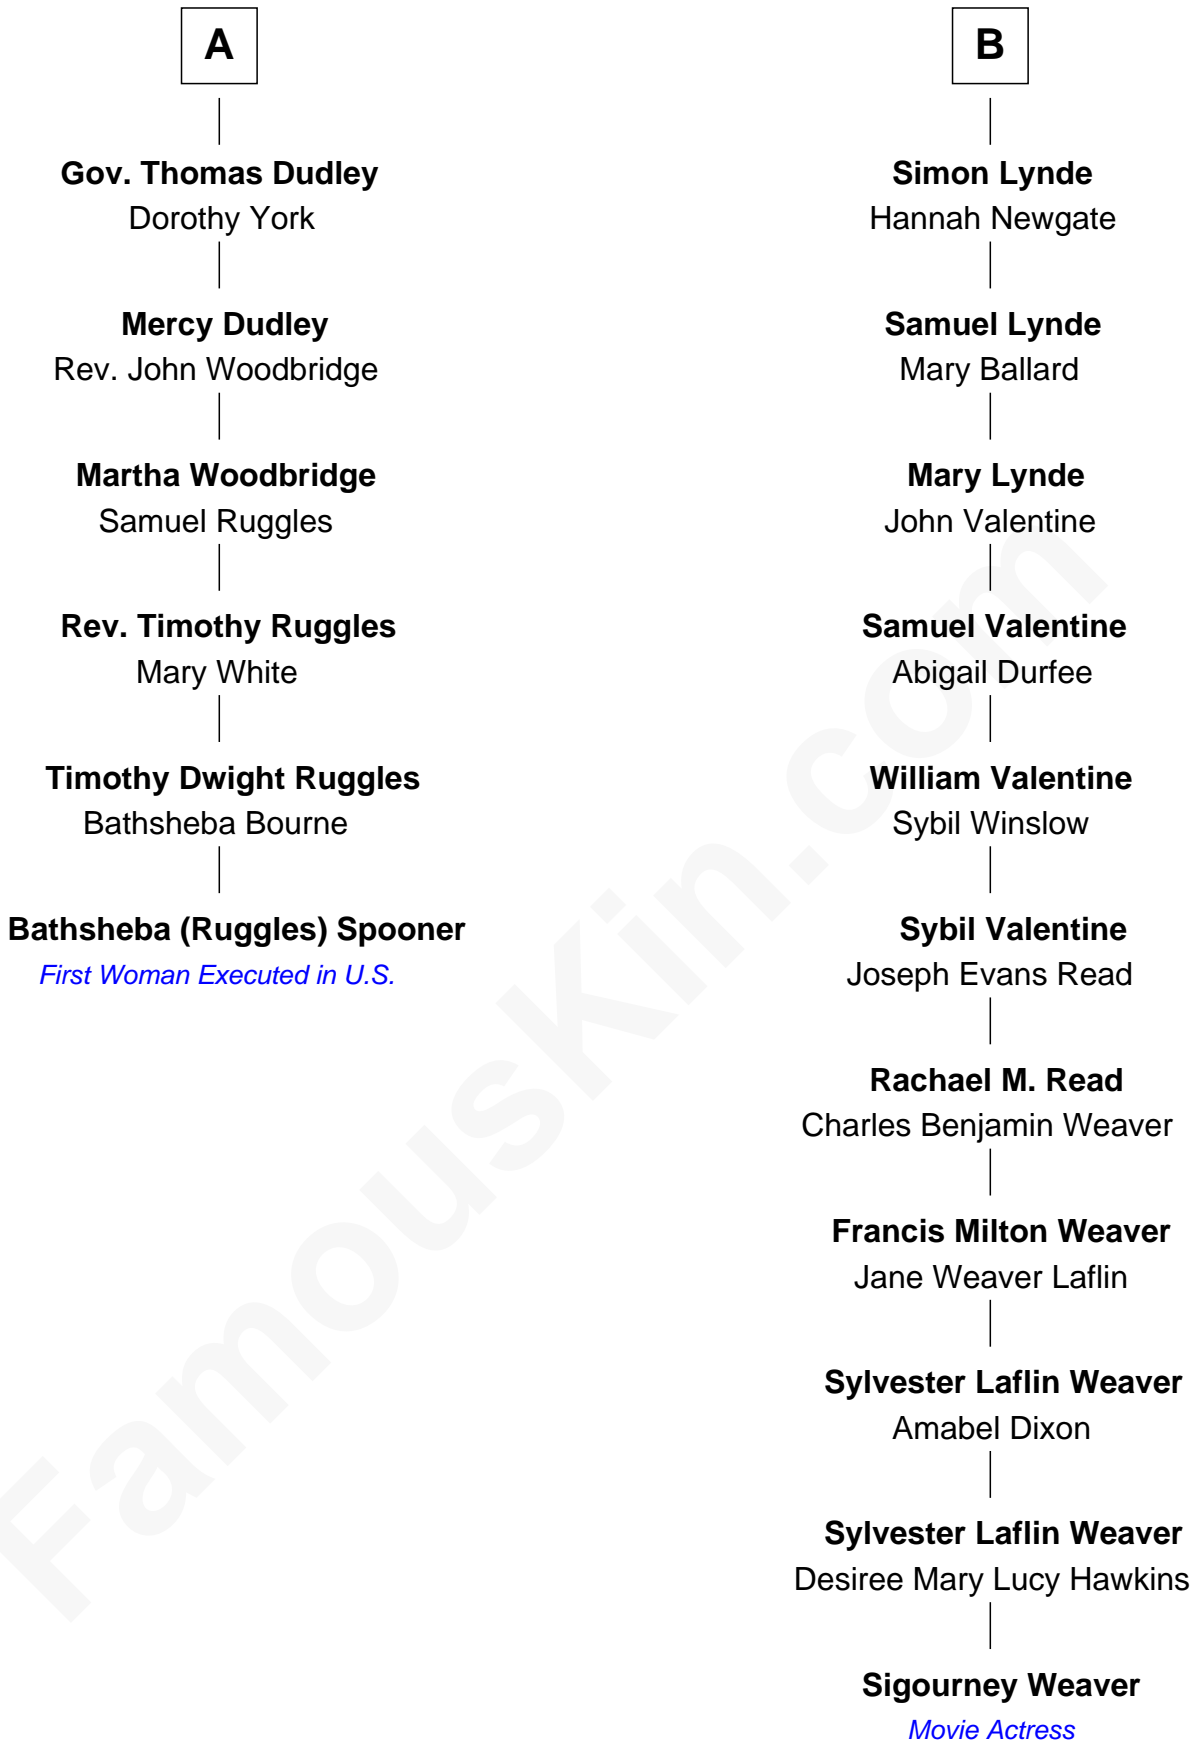 A
Gov. Thomas Dudley
Dorothy York
Mercy Dudley
Rev. John Woodbridge
Martha Woodbridge
Samuel Ruggles
Rev. Timothy Ruggles
Mary White
Timothy Dwight Ruggles
Bathsheba Bourne
Bathsheba (Ruggles) Spooner
First Woman Executed in U.S.
B
Simon Lynde
Hannah Newgate
Samuel Lynde
Mary Ballard
Mary Lynde
John Valentine
Samuel Valentine
Abigail Durfee
William Valentine
Sybil Winslow
Sybil Valentine
Joseph Evans Read
Rachael M. Read
Charles Benjamin Weaver
Francis Milton Weaver
Jane Weaver Laflin
Sylvester Laflin Weaver
Amabel Dixon
Sylvester Laflin Weaver
Desiree Mary Lucy Hawkins
Sigourney Weaver
Movie Actress
FamousKin.com